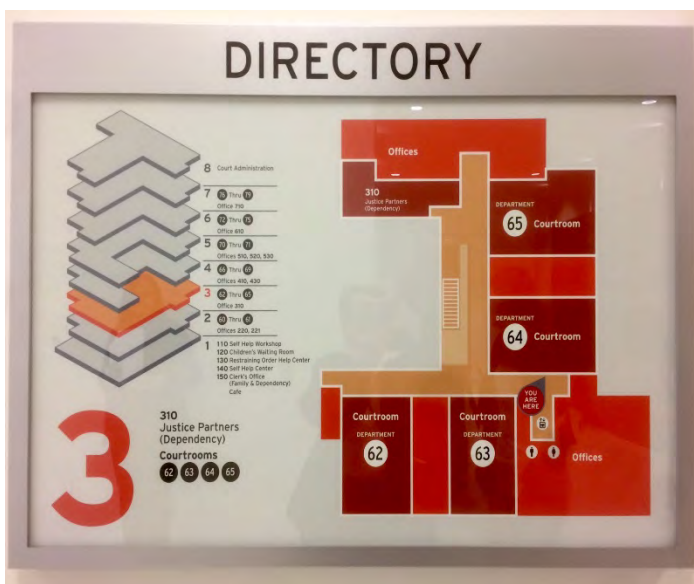 DIRECTORY
8 Court Administration
7 76 Thru 79
Office 710
6 72 Thru 75
Office 610
5 70 Thru 71
Offices 510, 520, 530
4 66 Thru 69
Offices 410, 430
3 62 Thru 65
Office 310
2 60 Thru 61
Offices 220, 221
1 110 Self Help Workshop
120 Children's Waiting Room
130 Restraining Order Help Center
140 Self Help Center
150 Clerk's Office
(Family & Dependency)
Cafe
3
310
Justice Partners
(Dependency)
Courtrooms
62 63 64 65
Offices
310
Justice Partners
(Dependency)
DEPARTMENT
65 Courtroom
DEPARTMENT
64 Courtroom
YOU
ARE
HERE
Courtroom
DEPARTMENT
62
Courtroom
DEPARTMENT
63
Offices